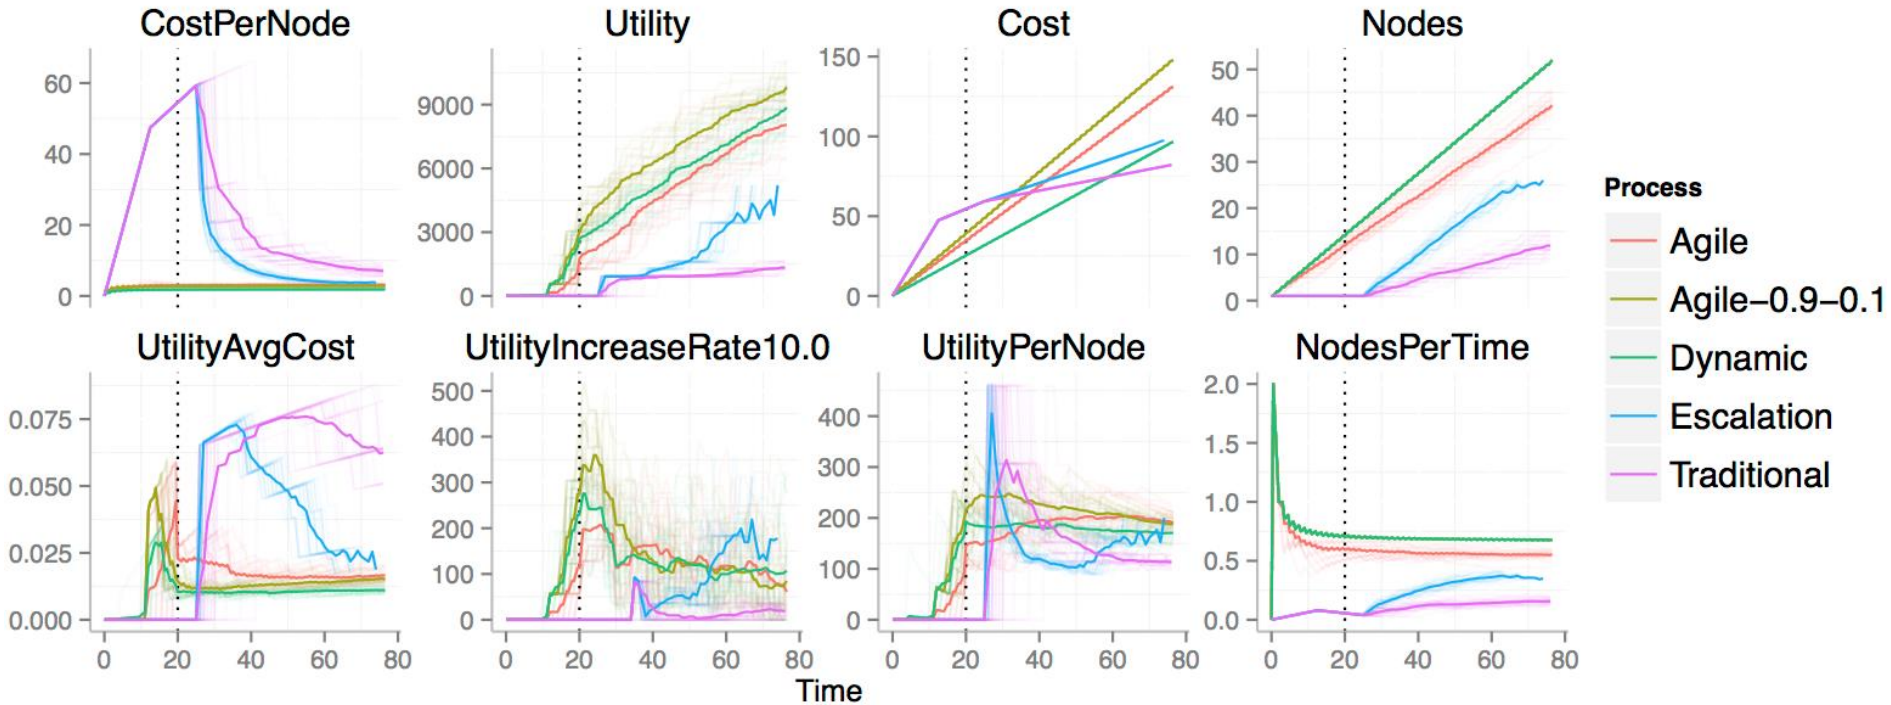 CostPerNode
60
40
20
0
Utility
9000
6000
3000
0
Cost
150
100
50
0
Nodes
50
40
30
20
10
0
UtilityAvgCost
0.075
0.050
0.025
0.000
0 20 40 60 80
UtilityIncreaseRate10.0
500
400
300
200
100
0
0 20 40 60 80
UtilityPerNode
400
300
200
100
0
0 20 40 60 80
NodesPerTime
2.0
1.5
1.0
0.5
0.0
0 20 40 60 80
Time
Process
Agile
Agile−0.9−0.1
Dynamic
Escalation
Traditional